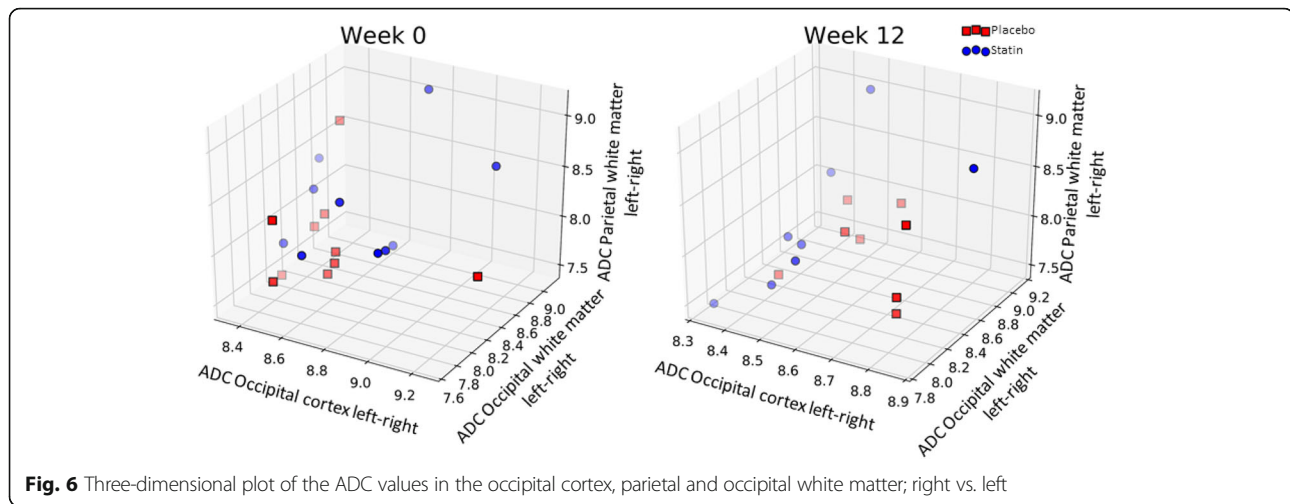 Week 0
Week 12
Placebo
Statin
9.0
8.5
8.0
7.5
ADC Parietal white matter
left-right
9.0
8.8
8.6
8.4
8.2
8.0
7.8
7.6
ADC Occipital white matter
left-right
8.4
8.6
8.8
9.0
9.2
ADC Occipital cortex left-right
9.0
8.5
8.0
7.5
ADC Parietal white matter
left-right
9.2
9.0
8.8
8.6
8.4
8.2
8.0
7.8
ADC Occipital white matter
left-right
8.3
8.4
8.5
8.6
8.7
8.8
8.9
ADC Occipital cortex left-right
Fig. 6 Three-dimensional plot of the ADC values in the occipital cortex, parietal and occipital white matter; right vs. left